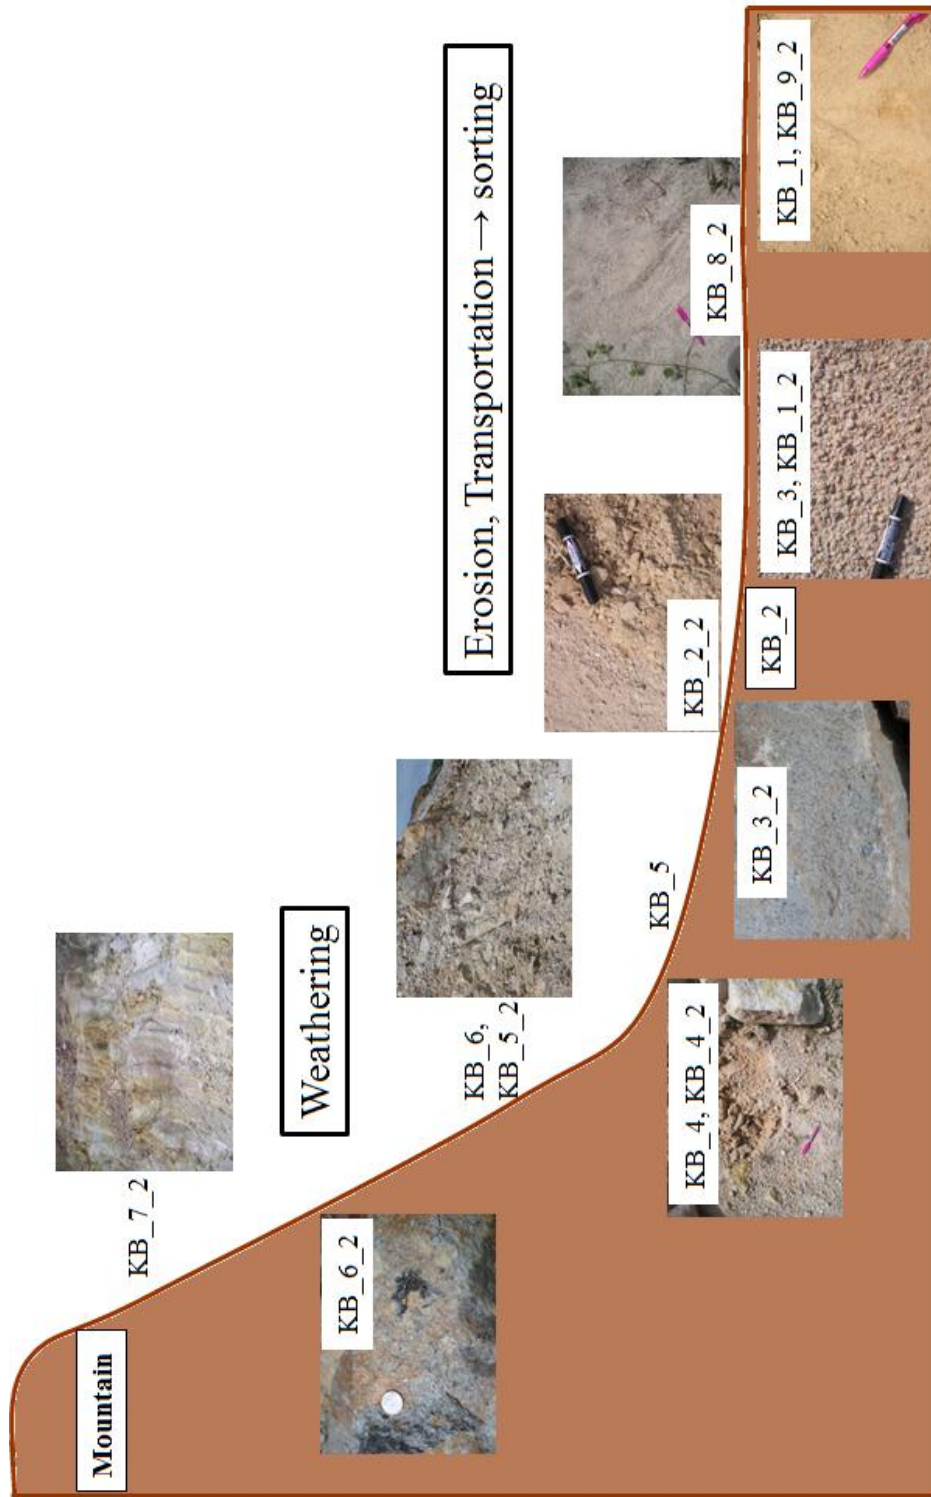 Mountain
KB_7_2
KB_6_2
Weathering
KB_6,
KB_5_2
KB_4, KB_4_2
KB_5
KB_3_2
KB_2_2
KB_2
Erosion, Transportation → sorting
KB_3, KB_1_2
KB_8_2
KB_1, KB_9_2